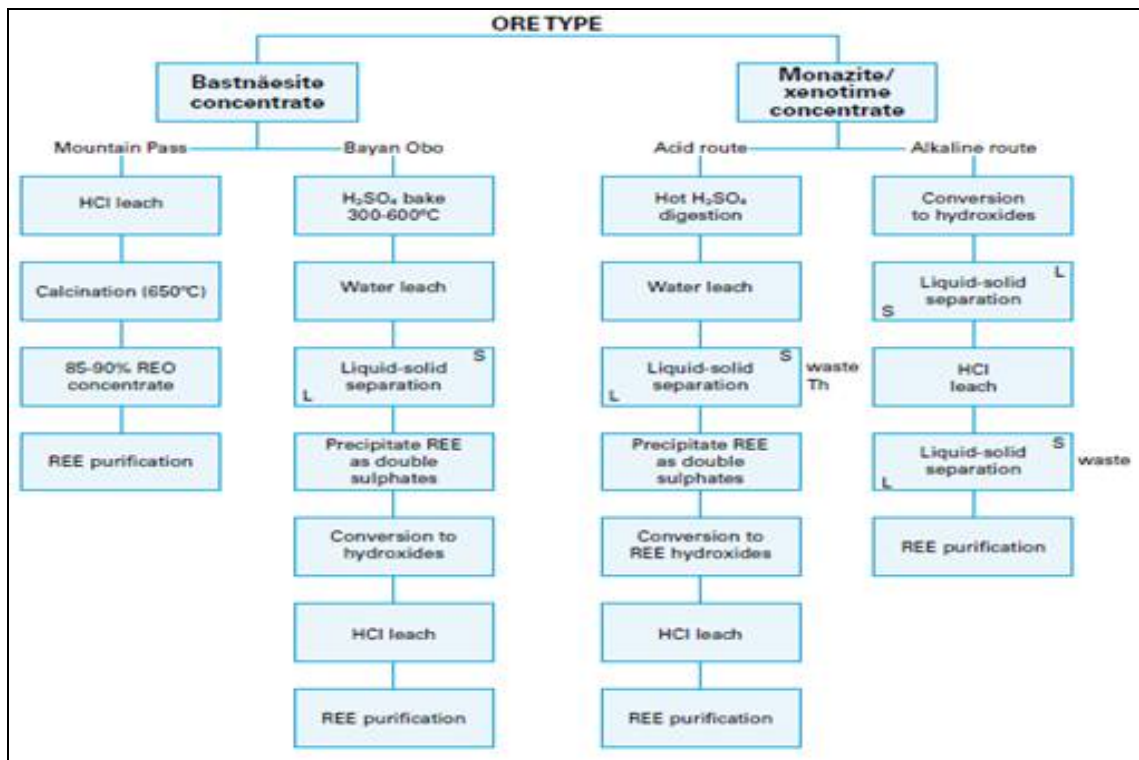 ORE TYPE
Bastnäesite
concentrate
Monazite/
xenotime
concentrate
Mountain Pass
Bayan Obo
Acid route
Alkaline route
HCl leach
Calcination (650ºC)
85-90% REO
concentrate
REE purification
H₂SO₄ bake
300-600ºC
Water leach
S
Liquid-solid
separation
L
Precipitate REE
as double
sulphates
Conversion to
hydroxides
HCl leach
REE purification
Hot H₂SO₄
digestion
Water leach
S
Liquid-solid
separation
L
waste
Th
Precipitate REE
as double
sulphates
Conversion to
REE hydroxides
HCl leach
REE purification
Conversion
to hydroxides
L
Liquid-solid
separation
S
HCl
leach
S
Liquid-solid
separation
L
waste
REE purification